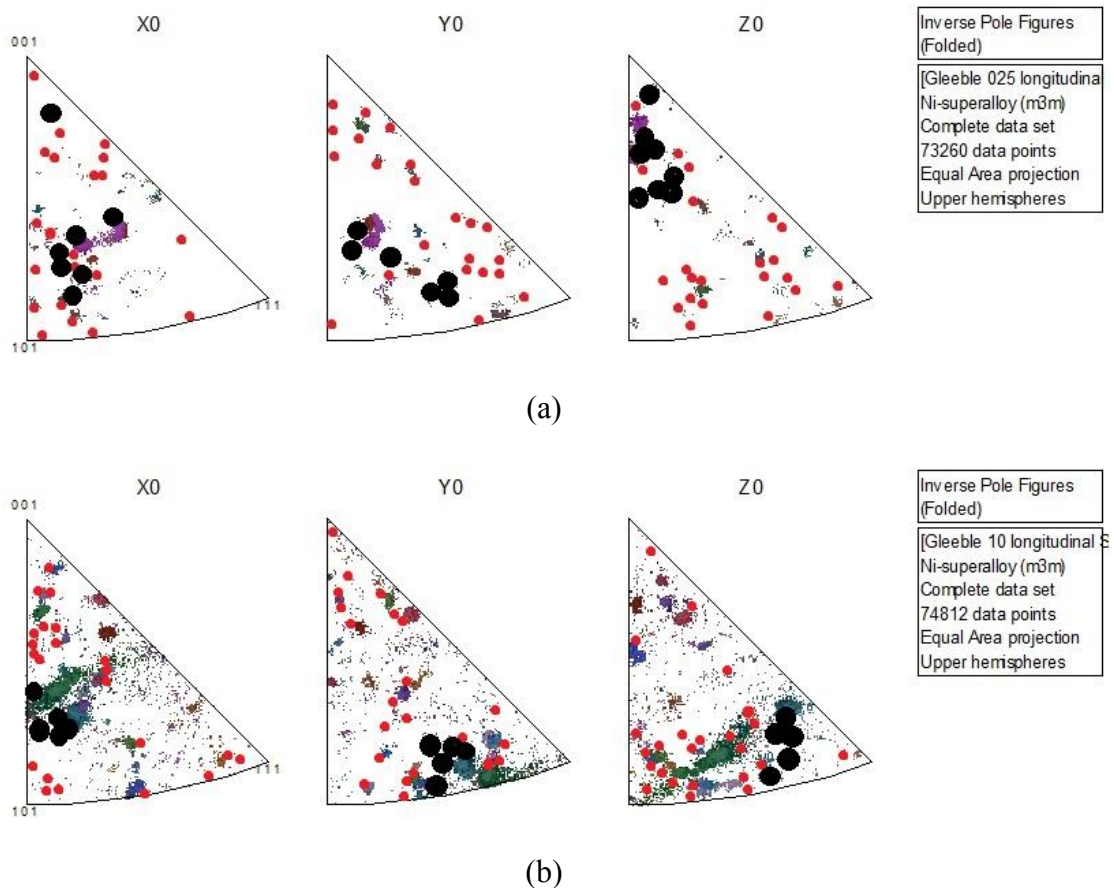 X0 Y0 Z0
001
111
101
Inverse Pole Figures
(Folded)
[Gleeble 025 longitudinal
Ni-superalloy (m3m)
Complete data set
73260 data points
Equal Area projection
Upper hemispheres
(a)
X0 Y0 Z0
001
111
101
Inverse Pole Figures
(Folded)
[Gleeble 10 longitudinal S
Ni-superalloy (m3m)
Complete data set
74812 data points
Equal Area projection
Upper hemispheres
(b)